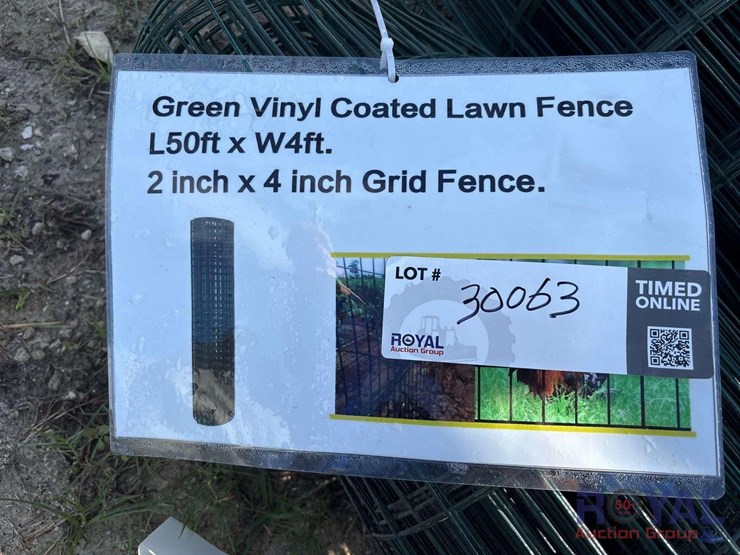 Green Vinyl Coated Lawn Fence
L50ft x W4ft.
2 inch x 4 inch Grid Fence.
LOT #
30063
TIMED
ONLINE
ROYAL
Auction Group
50
ROYAL
Auction Group